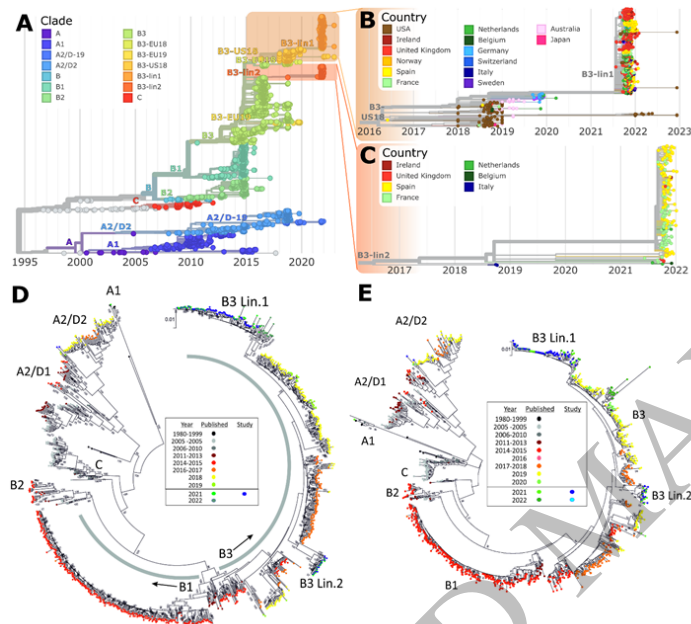 A
Clade
A
A1
A2/D-19
A2/D2
B
B1
B2
B3
B3-EU18
B3-EU19
B3-US18
B3-lin1
B3-lin2
C
B3-lin1
B3-US18
B3-lin2
B3
B1
B
B2
C
A2/D-19
A2/D2
A
A1
1995
2000
2005
2010
2015
2020
B
Country
USA
Ireland
United Kingdom
Norway
Spain
France
Netherlands
Belgium
Germany
Switzerland
Italy
Sweden
Australia
Japan
B3-lin1
B3-
US18
2016
2017
2018
2019
2020
2021
2022
2023
C
Country
Ireland
United Kingdom
Spain
France
Netherlands
Belgium
Italy
B3-lin2
2017
2018
2019
2020
2021
2022
D
A1
A2/D2
A2/D1
C
B2
B1
B3
B3 Lin.1
B3 Lin.2
0.01
Year Published Study
1980-1999
2005 -2005
2006-2010
2011-2013
2014-2015
2016-2017
2018
2019
2021
2022
E
A2/D2
A2/D1
A1
C
B2
B1
B3 Lin.1
B3
B3 Lin.2
0.01
Year Published Study
1980-1999
2005 -2005
2006-2010
2011-2013
2014-2015
2016
2017-2018
2019
2020
2021
2022
D MA